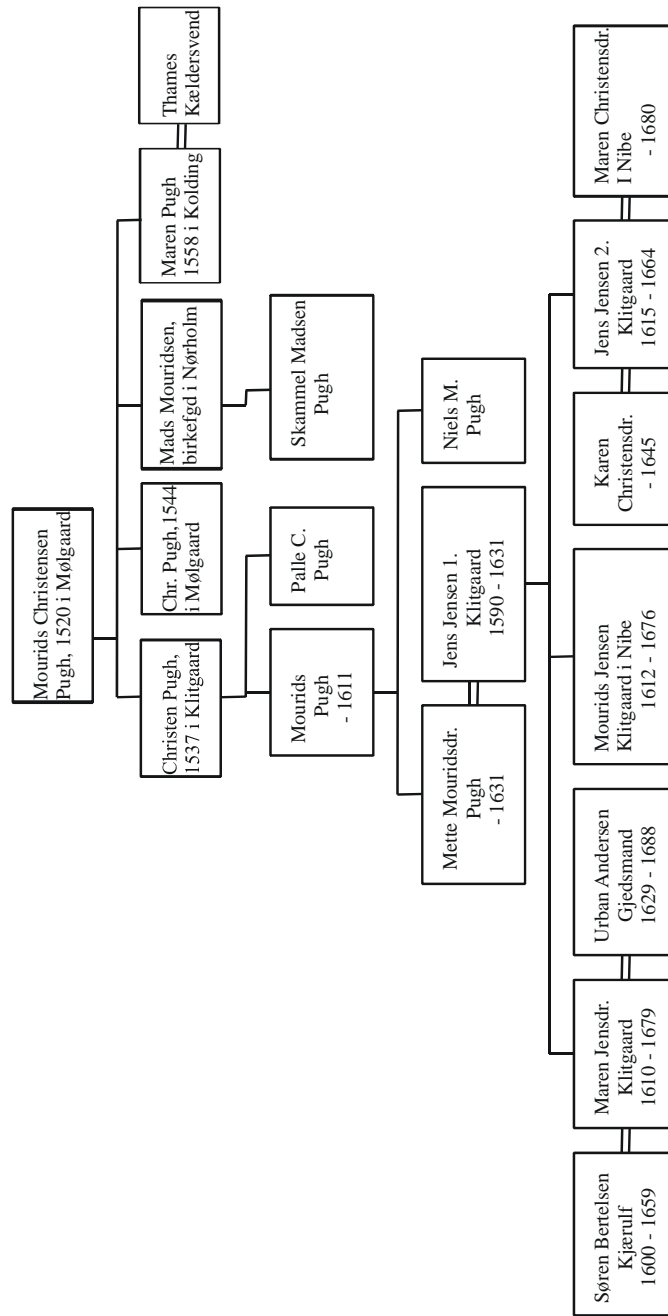 Mourids Christensen
Pugh, 1520 i Mølgaard
Christen Pugh,
1537 i Klitgaard
Chr. Pugh,1544
i Mølgaard
Mads Mouridsen,
birkefgd i Nørholm
Maren Pugh
1558 i Kolding
Thames
Kældersvend
Mourids
Pugh
- 1611
Palle C.
Pugh
Skammel Madsen
Pugh
Mette Mouridsdr.
Pugh
- 1631
Jens Jensen 1.
Klitgaard
1590 - 1631
Niels M.
Pugh
Søren Bertelsen
Kjærulf
1600 - 1659
Maren Jensdr.
Klitgaard
1610 - 1679
Urban Andersen
Gjedsmand
1629 - 1688
Mourids Jensen
Klitgaard i Nibe
1612 - 1676
Karen
Christensdr.
- 1645
Jens Jensen 2.
Klitgaard
1615 - 1664
Maren Christensdr.
I Nibe
- 1680